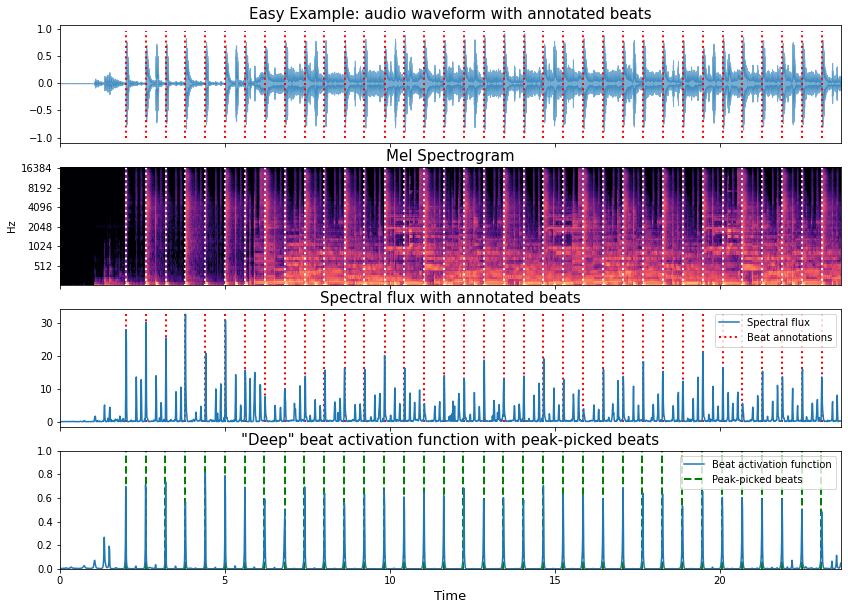 Easy Example: audio waveform with annotated beats
1.0
0.5
0.0
−0.5
−1.0
Mel Spectrogram
16384
8192
4096
2048
1024
512
Hz
Spectral flux with annotated beats
30
20
10
0
Spectral flux
Beat annotations
"Deep" beat activation function with peak-picked beats
1.0
0.8
0.6
0.4
0.2
0.0
Beat activation function
Peak-picked beats
0 5 10 15 20
Time